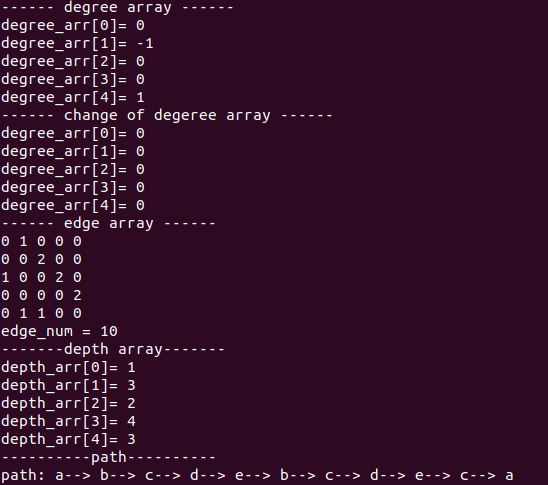 ------ degree array ------
degree_arr[0]= 0
degree_arr[1]= -1
degree_arr[2]= 0
degree_arr[3]= 0
degree_arr[4]= 1
------ change of degeree array ------
degree_arr[0]= 0
degree_arr[1]= 0
degree_arr[2]= 0
degree_arr[3]= 0
degree_arr[4]= 0
------ edge array ------
0 1 0 0 0
0 0 2 0 0
1 0 0 2 0
0 0 0 0 2
0 1 1 0 0
edge_num = 10
-------depth array-------
depth_arr[0]= 1
depth_arr[1]= 3
depth_arr[2]= 2
depth_arr[3]= 4
depth_arr[4]= 3
----------path----------
path: a--> b--> c--> d--> e--> b--> c--> d--> e--> c--> a